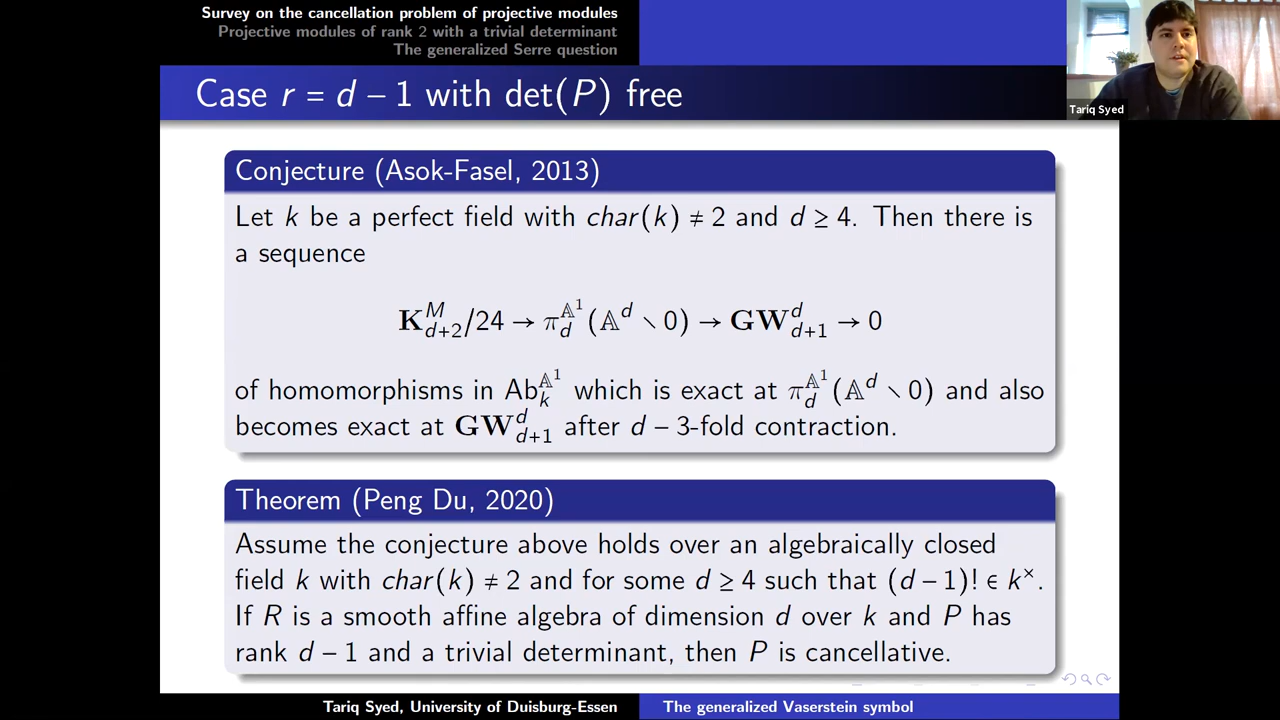 Survey on the cancellation problem of projective modules
Projective modules of rank 2 with a trivial determinant
The generalized Serre question
Tariq Syed
Case r = d − 1 with det(P) free
Conjecture (Asok-Fasel, 2013)
Let k be a perfect field with char(k) ≠ 2 and d ≥ 4. Then there is
a sequence
𝐊^M_{d+2}/24 → π^{𝔸^1}_d(𝔸^d ∖ 0) → 𝐆𝐖^d_{d+1} → 0
of homomorphisms in Ab^{𝔸^1}_k which is exact at π^{𝔸^1}_d(𝔸^d ∖ 0) and also
becomes exact at 𝐆𝐖^d_{d+1} after d − 3-fold contraction.
Theorem (Peng Du, 2020)
Assume the conjecture above holds over an algebraically closed
field k with char(k) ≠ 2 and for some d ≥ 4 such that (d − 1)! ∈ k^×.
If R is a smooth affine algebra of dimension d over k and P has
rank d − 1 and a trivial determinant, then P is cancellative.
Tariq Syed, University of Duisburg-Essen
The generalized Vaserstein symbol